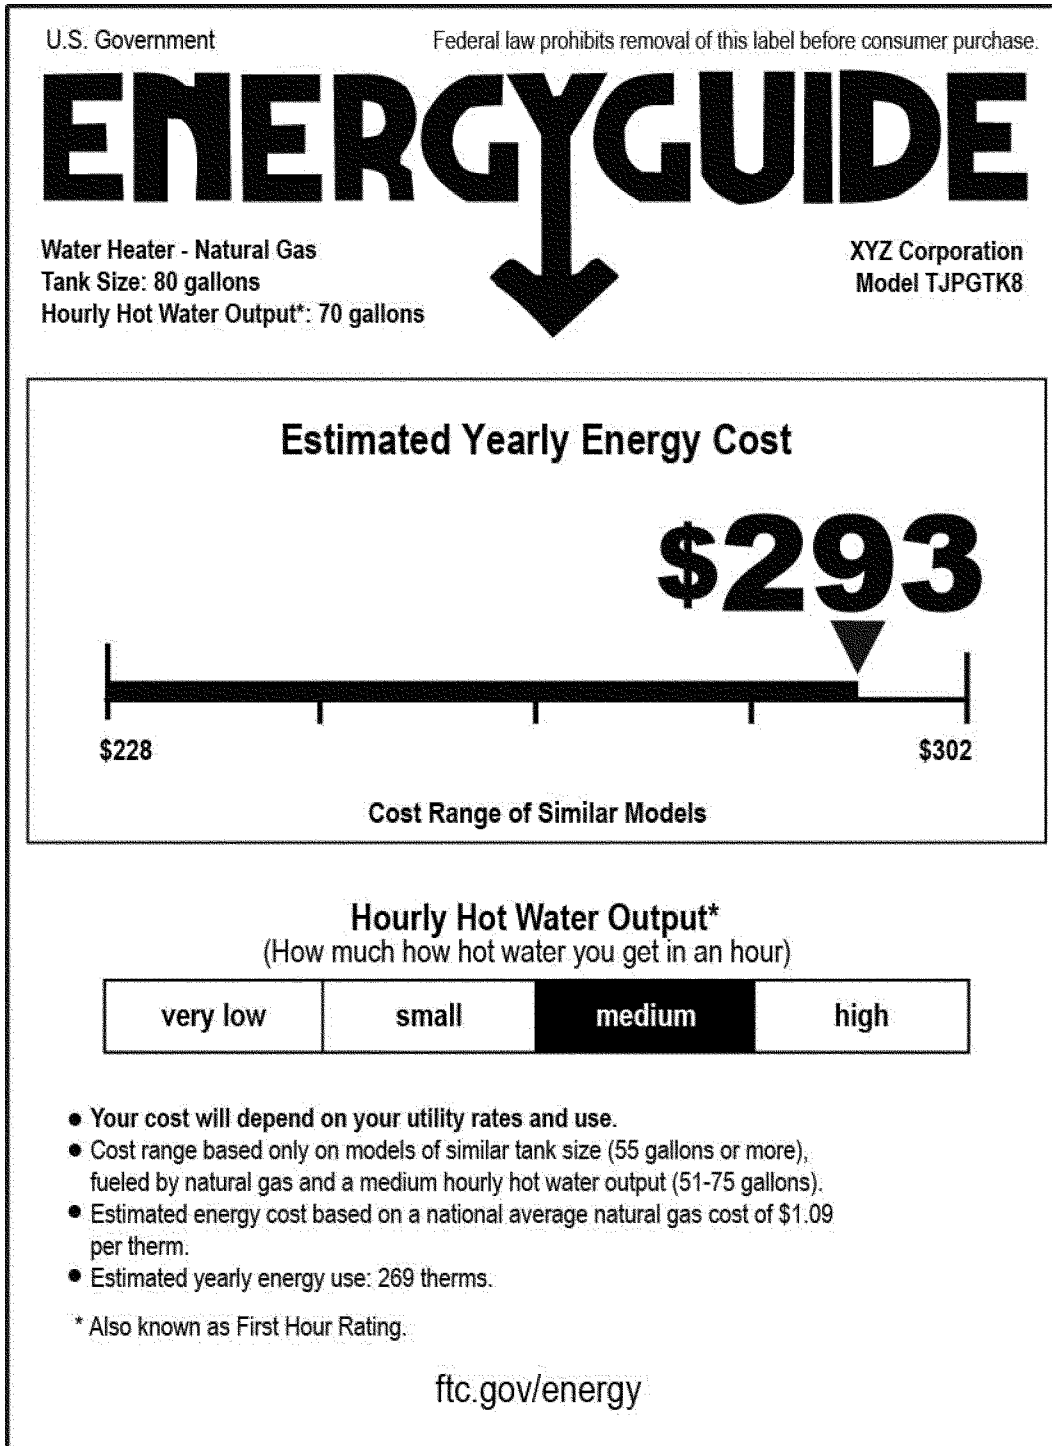 U.S. Government
Federal law prohibits removal of this label before consumer purchase.
ENERGYGUIDE
Water Heater - Natural Gas
Tank Size: 80 gallons
Hourly Hot Water Output*: 70 gallons
XYZ Corporation
Model TJPGTK8
Estimated Yearly Energy Cost
$293
$228
$302
Cost Range of Similar Models
Hourly Hot Water Output*
(How much how hot water you get in an hour)
very low
small
medium
high
● Your cost will depend on your utility rates and use.
● Cost range based only on models of similar tank size (55 gallons or more),
fueled by natural gas and a medium hourly hot water output (51-75 gallons).
● Estimated energy cost based on a national average natural gas cost of $1.09
per therm.
● Estimated yearly energy use: 269 therms.
* Also known as First Hour Rating.
ftc.gov/energy